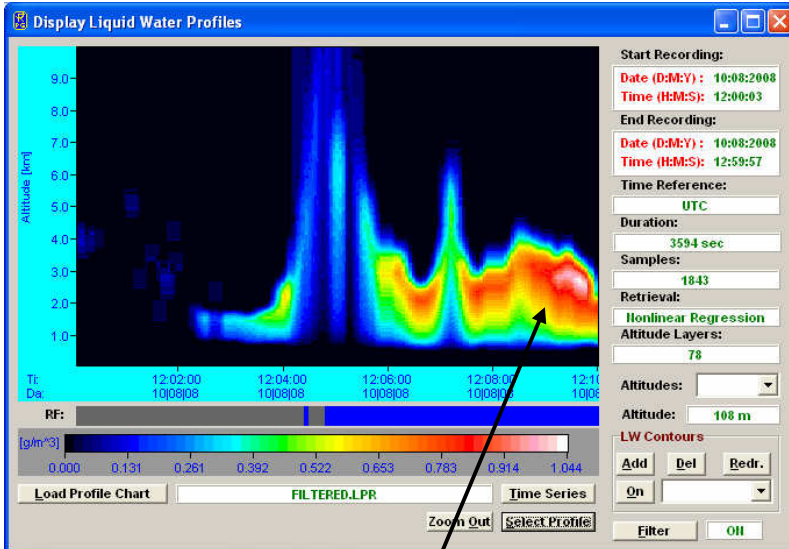 Display Liquid Water Profiles
Start Recording:
Date (D:M:Y) : 10:08:2008
Time (H:M:S): 12:00:03
End Recording:
Date (D:M:Y): 10:08:2008
Time (H:M:S): 12:59:57
Time Reference:
UTC
Duration:
3594 sec
Samples:
1843
Retrieval:
Nonlinear Regression
Altitude Layers:
78
Altitudes:
Altitude: 108 m
LW Contours
Add Del Redr.
On
Filter ON
Altitude [km]
9.0
8.0
7.0
6.0
5.0
4.0
3.0
2.0
1.0
Ti: 12:02:00 12:04:00 12:06:00 12:08:00 12:10
Da: 10|08|08 10|08|08 10|08|08 10|08|08 10|08
RF:
[g/m^3]
0.000 0.131 0.261 0.392 0.522 0.653 0.783 0.914 1.044
Load Profile Chart FILTERED.LPR Time Series
Zoom Out Select Profile